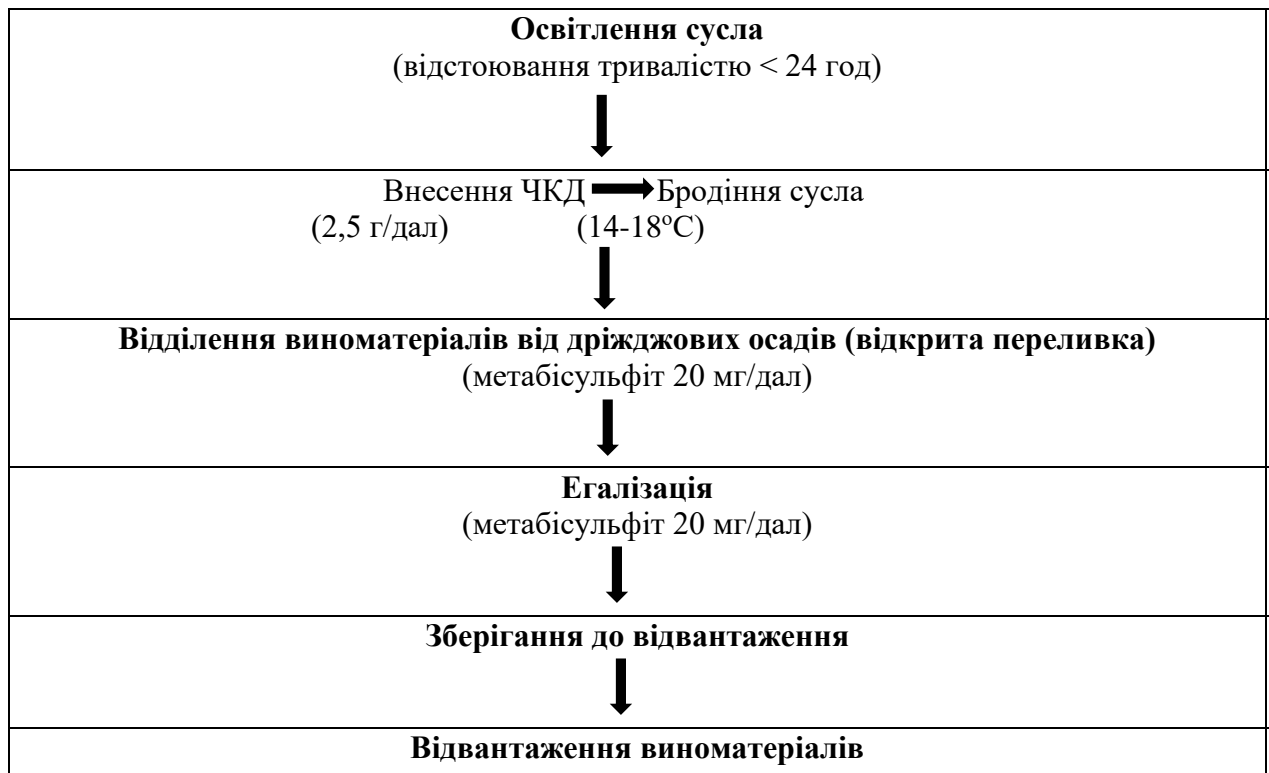 Освітлення сусла
(відстоювання тривалістю < 24 год)
Внесення ЧКД Бродіння сусла
(2,5 г/дал) (14-18ºС)
Відділення виноматеріалів від дріжджових осадів (відкрита переливка)
(метабісульфіт 20 мг/дал)
Егалізація
(метабісульфіт 20 мг/дал)
Зберігання до відвантаження
Відвантаження виноматеріалів